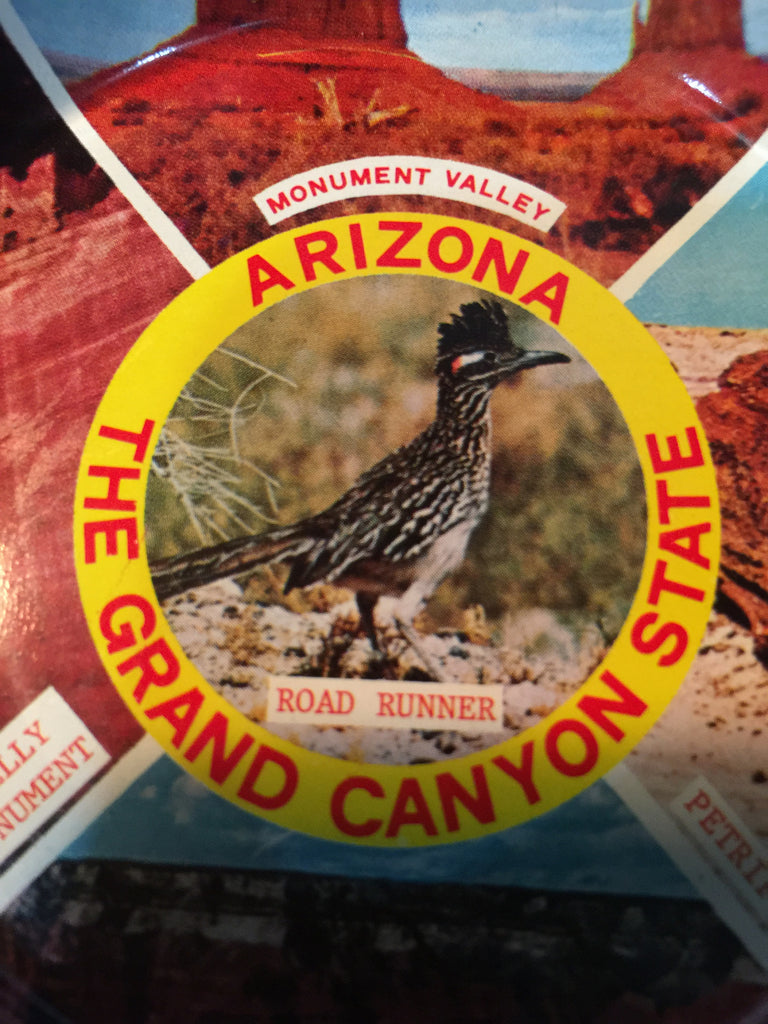 MONUMENT VALLEY
ARIZONA
THE GRAND CANYON STATE
ROAD RUNNER